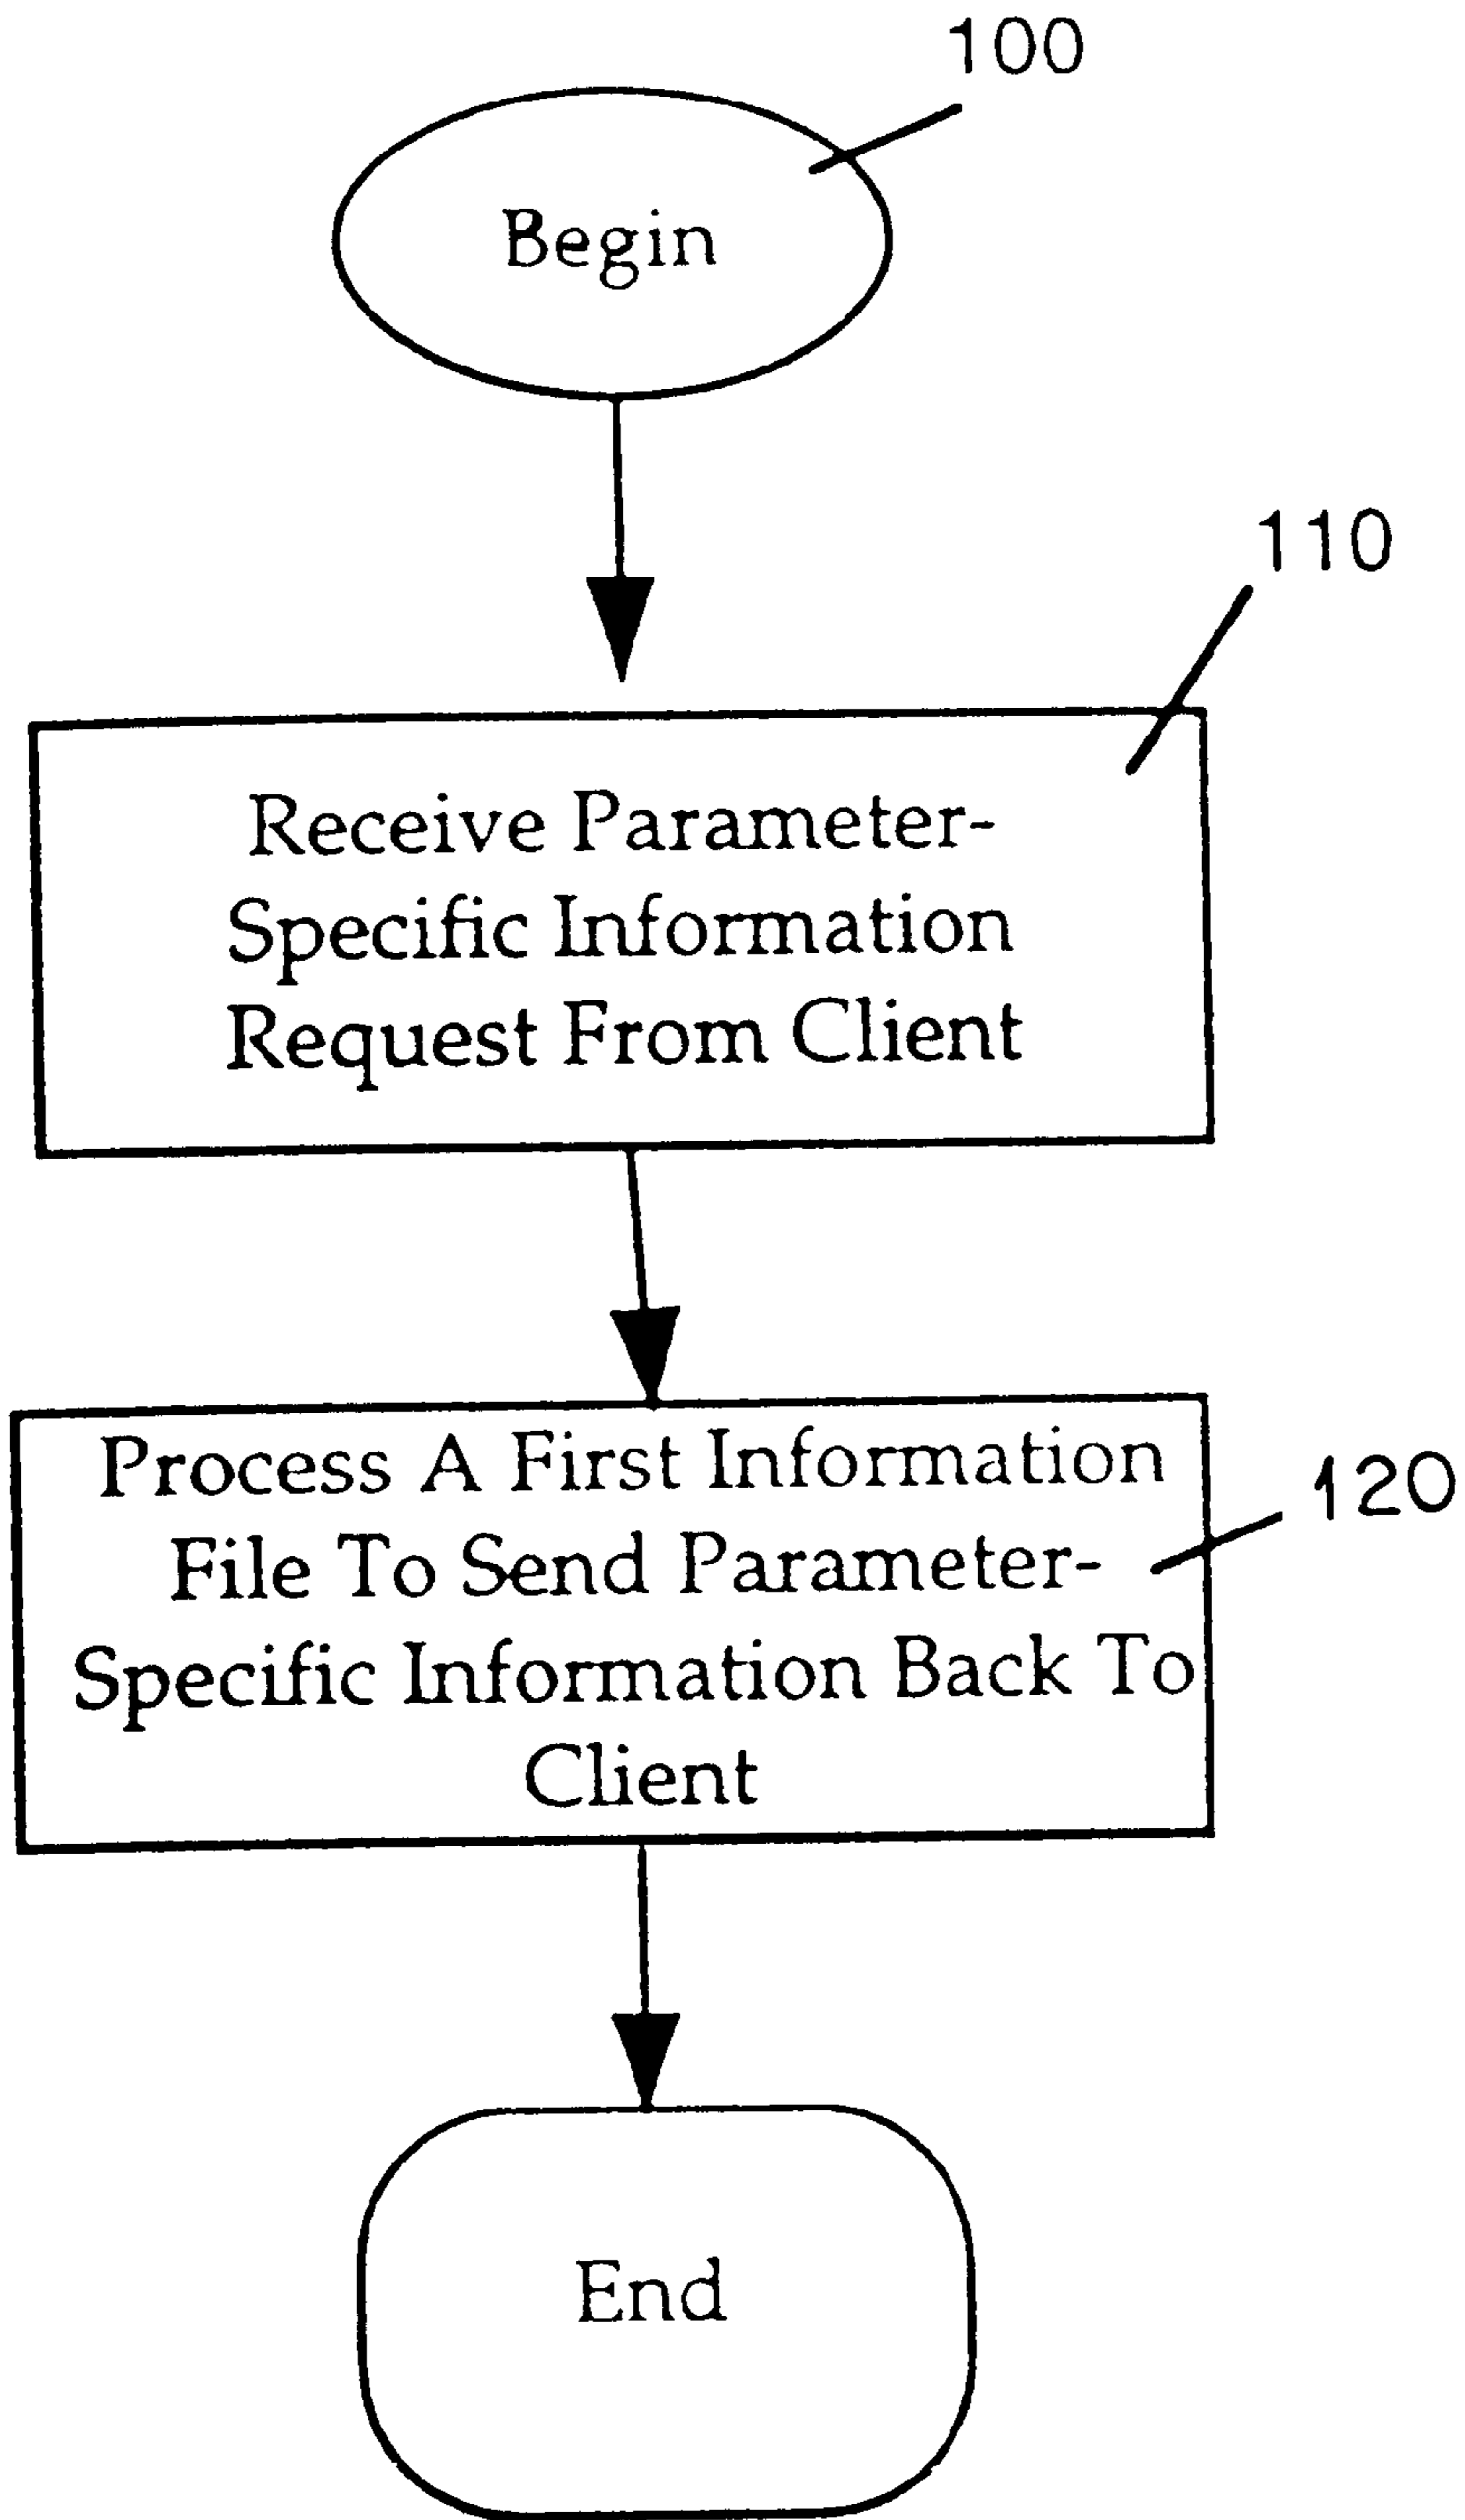 100
Begin
110
Receive Parameter-
Specific Information
Request From Client
Process A First Information
120
File To Send Parameter-
Specific Information Back To
Client
End